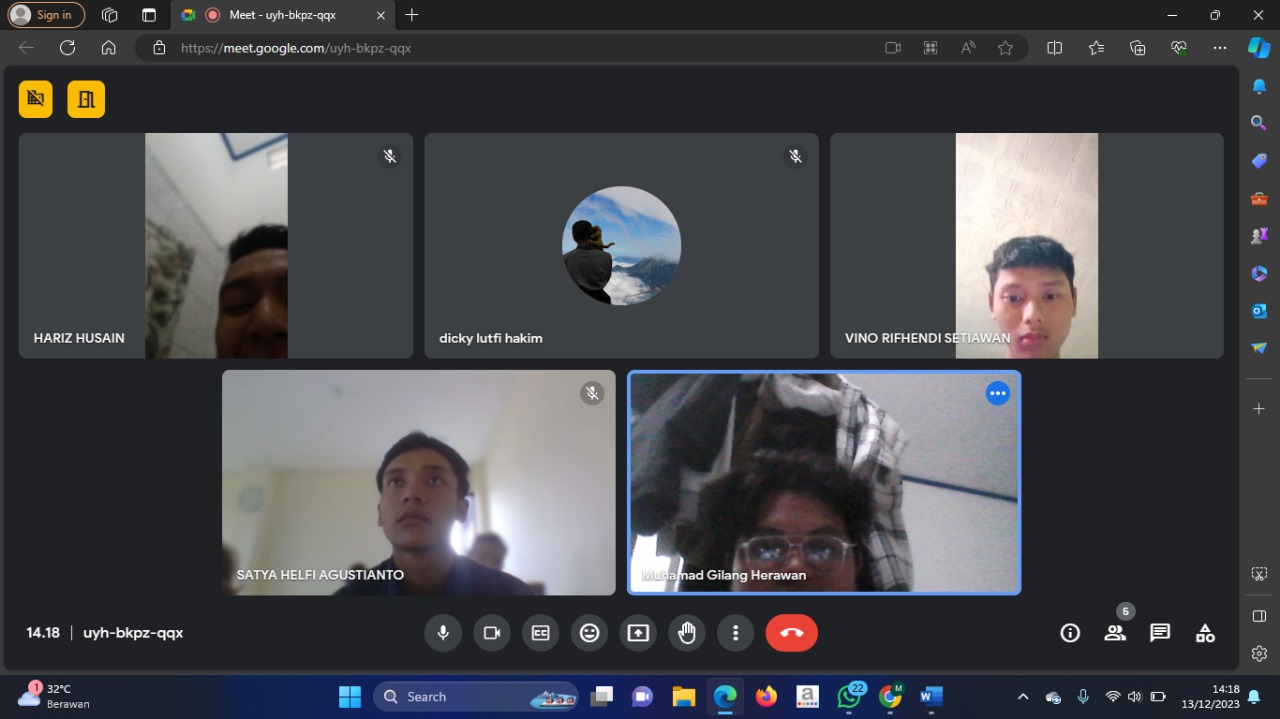 Sign in
Meet - uyh-bkpz-qqx
https://meet.google.com/uyh-bkpz-qqx
HARIZ HUSAIN
dicky lutfi hakim
VINO RIFHENDI SETIAWAN
SATYA HELFI AGUSTIANTO
Muhamad Gilang Herawan
14.18 | uyh-bkpz-qqx
5
1
32°C
Berawan
Search
22
M
14:18
13/12/2023